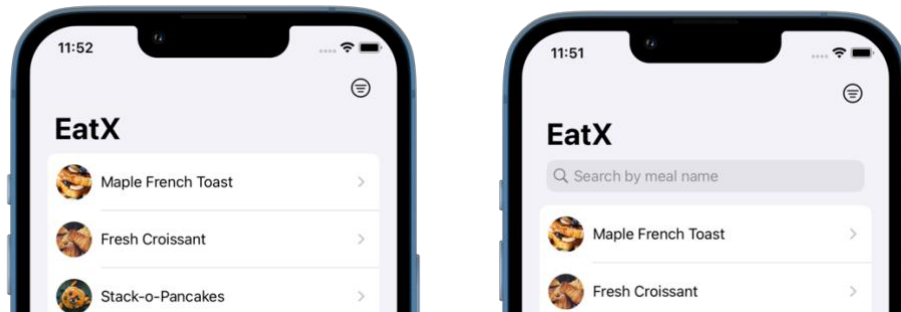 11:52
EatX
Maple French Toast
Fresh Croissant
Stack-o-Pancakes
11:51
EatX
Search by meal name
Maple French Toast
Fresh Croissant